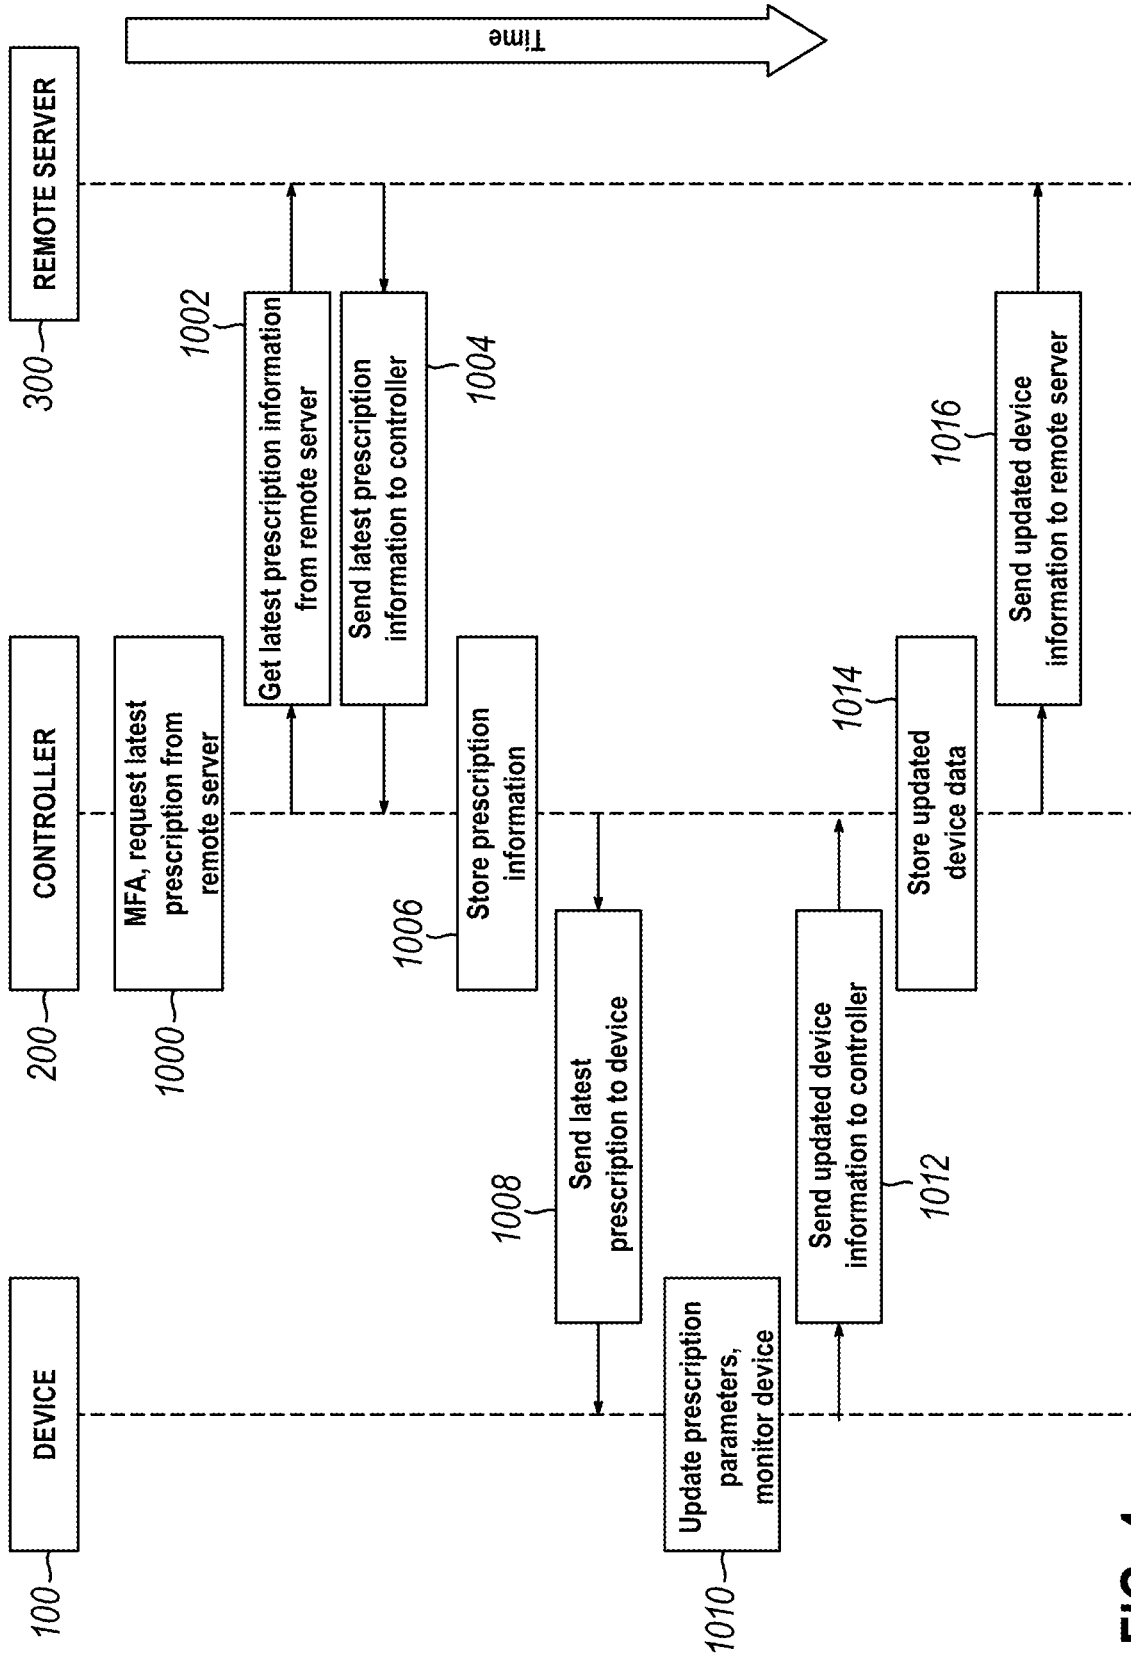 100
DEVICE
200
CONTROLLER
300
REMOTE SERVER
Time
1000
MFA, request latest
prescription from
remote server
1002
Get latest prescription information
from remote server
Send latest prescription
information to controller
1004
1006
Store prescription
information
1008
Send latest
prescription to device
1010
Update prescription
parameters,
monitor device
Send updated device
information to controller
1012
1014
Store updated
device data
1016
Send updated device
information to remote server
FIG.